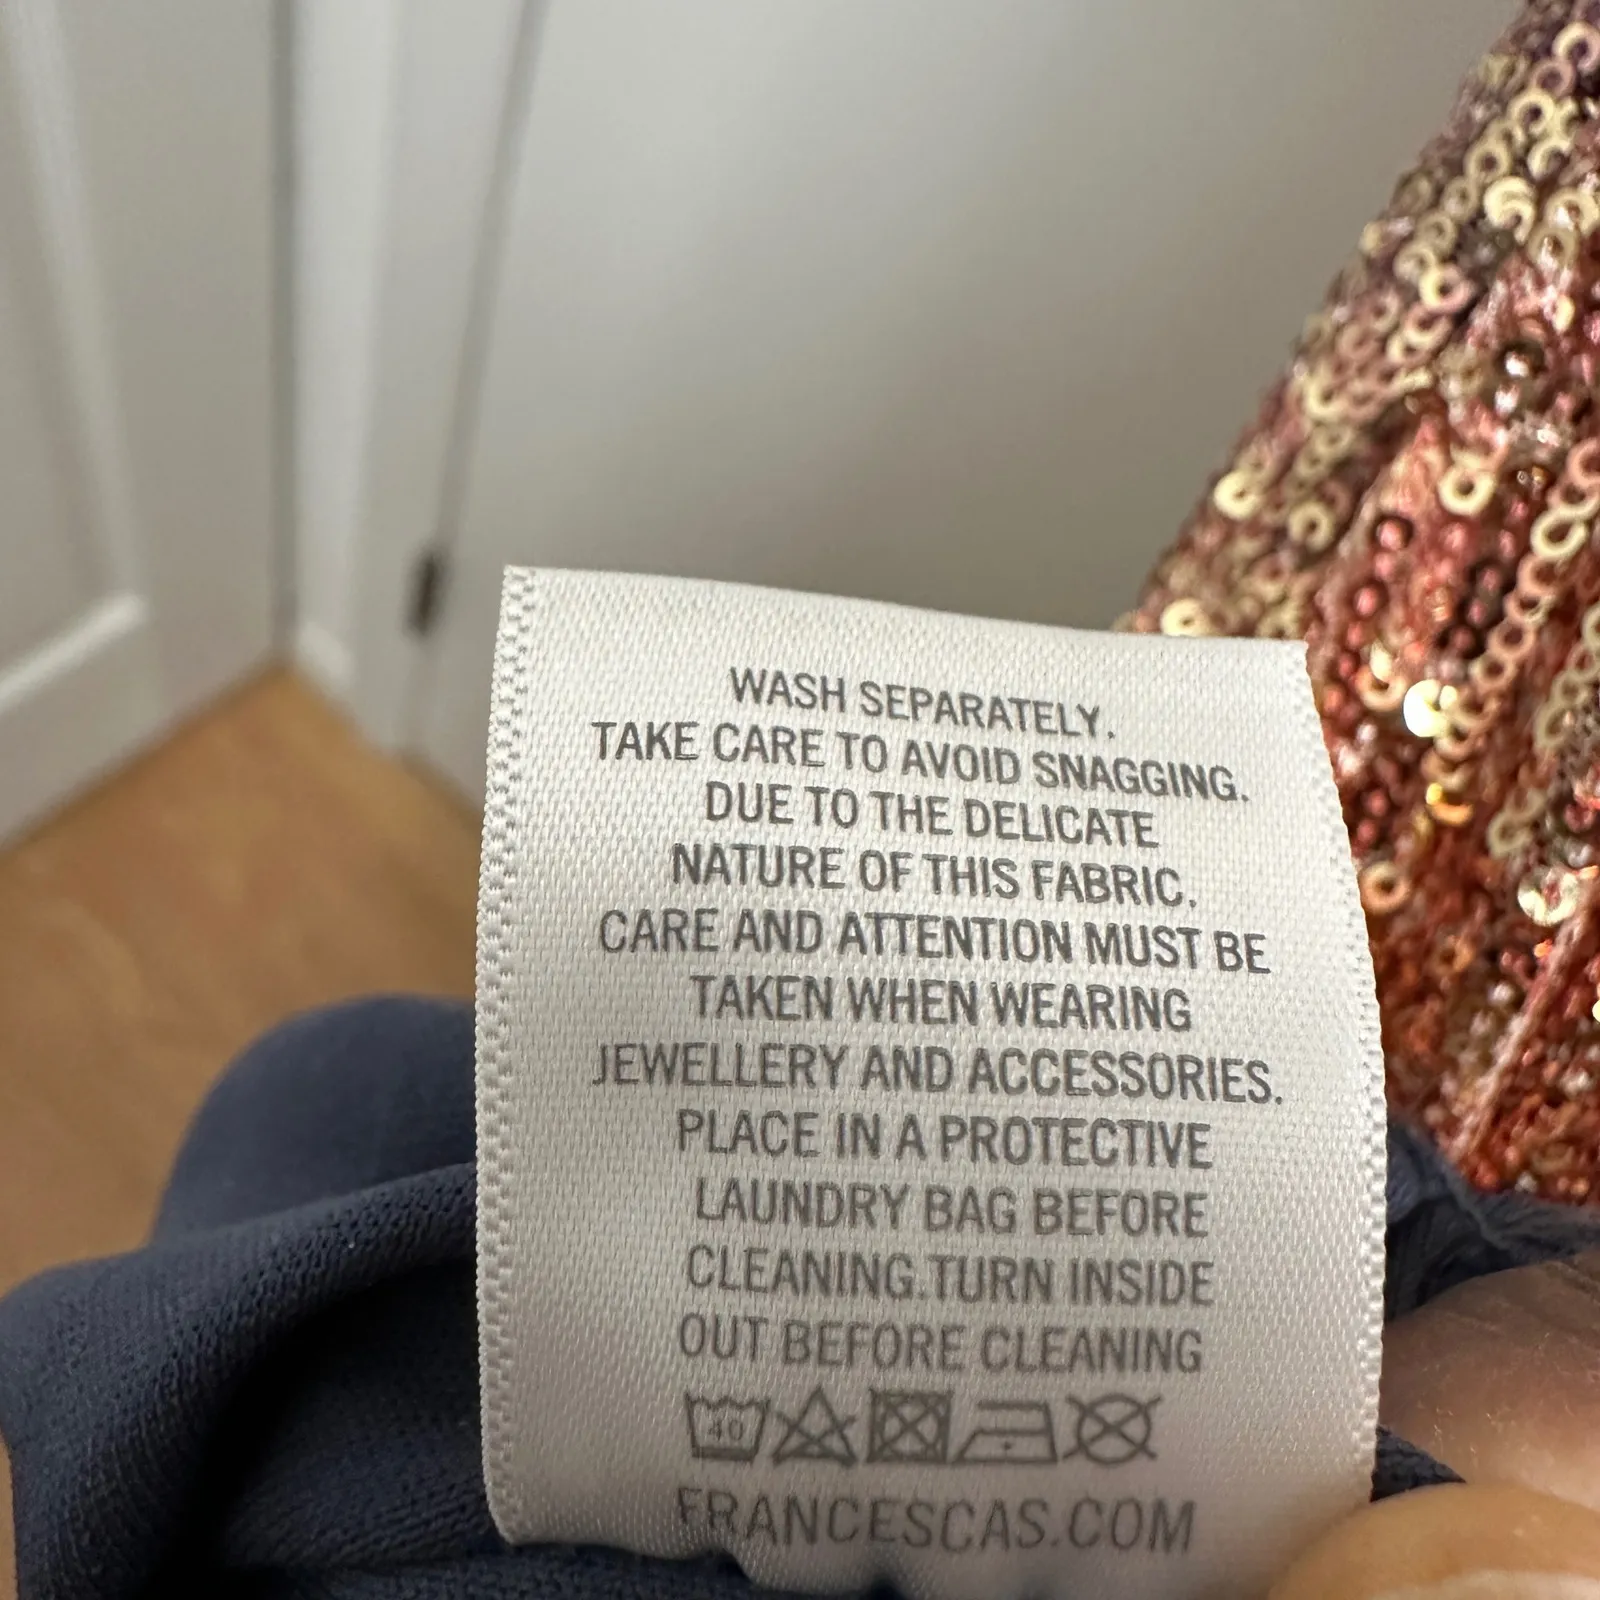 WASH SEPARATELY.
TAKE CARE TO AVOID SNAGGING.
DUE TO THE DELICATE
NATURE OF THIS FABRIC.
CARE AND ATTENTION MUST BE
TAKEN WHEN WEARING
JEWELLERY AND ACCESSORIES.
PLACE IN A PROTECTIVE
LAUNDRY BAG BEFORE
CLEANING.TURN INSIDE
OUT BEFORE CLEANING
40
FRANCESCAS.COM